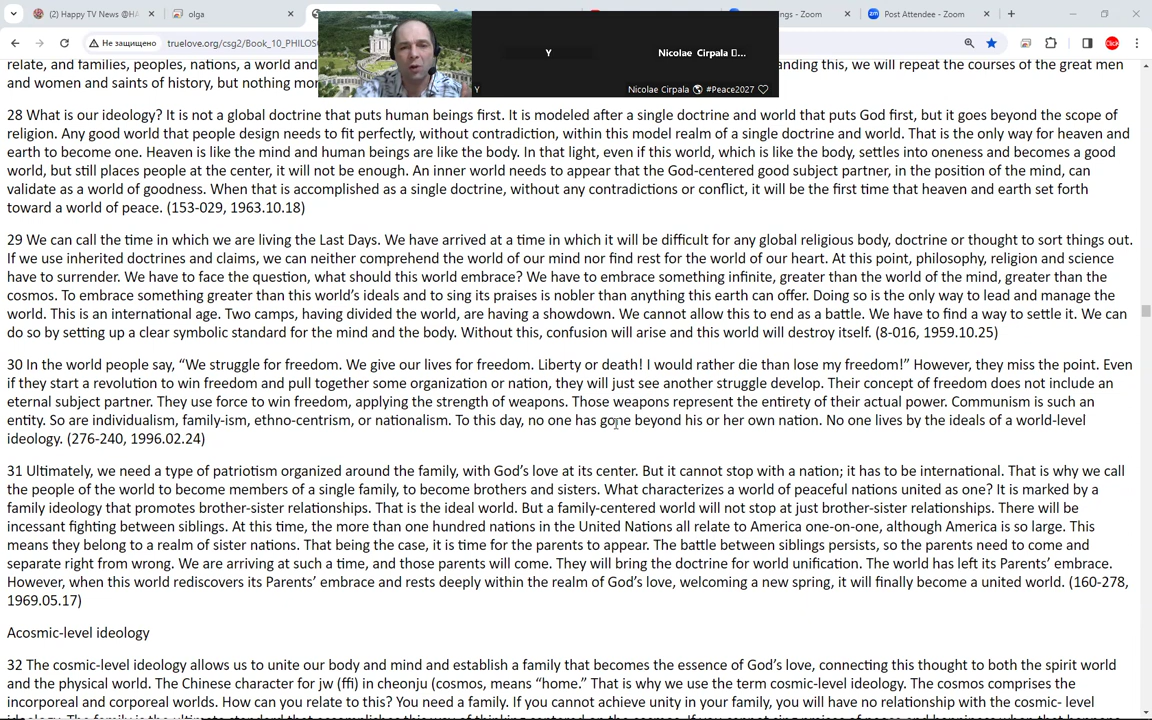 (2) Happy TV News @HA
olga
ngs - Zoom
Post Attendee - Zoom
Не защищено
truelove.org/csg2/Book_10_PHILOS
Click
Y
Nicolae Cirpala
Y
Nicolae Cirpala
#Peace2027
relate, and families, peoples, nations, a world and
anding this, we will repeat the courses of the great men
and women and saints of history, but nothing mor
28 What is our ideology? It is not a global doctrine that puts human beings first. It is modeled after a single doctrine and world that puts God first, but it goes beyond the scope of
religion. Any good world that people design needs to fit perfectly, without contradiction, within this model realm of a single doctrine and world. That is the only way for heaven and
earth to become one. Heaven is like the mind and human beings are like the body. In that light, even if this world, which is like the body, settles into oneness and becomes a good
world, but still places people at the center, it will not be enough. An inner world needs to appear that the God-centered good subject partner, in the position of the mind, can
validate as a world of goodness. When that is accomplished as a single doctrine, without any contradictions or conflict, it will be the first time that heaven and earth set forth
toward a world of peace. (153-029, 1963.10.18)
29 We can call the time in which we are living the Last Days. We have arrived at a time in which it will be difficult for any global religious body, doctrine or thought to sort things out.
If we use inherited doctrines and claims, we can neither comprehend the world of our mind nor find rest for the world of our heart. At this point, philosophy, religion and science
have to surrender. We have to face the question, what should this world embrace? We have to embrace something infinite, greater than the world of the mind, greater than the
cosmos. To embrace something greater than this world's ideals and to sing its praises is nobler than anything this earth can offer. Doing so is the only way to lead and manage the
world. This is an international age. Two camps, having divided the world, are having a showdown. We cannot allow this to end as a battle. We have to find a way to settle it. We can
do so by setting up a clear symbolic standard for the mind and the body. Without this, confusion will arise and this world will destroy itself. (8-016, 1959.10.25)
30 In the world people say, “We struggle for freedom. We give our lives for freedom. Liberty or death! I would rather die than lose my freedom!” However, they miss the point. Even
if they start a revolution to win freedom and pull together some organization or nation, they will just see another struggle develop. Their concept of freedom does not include an
eternal subject partner. They use force to win freedom, applying the strength of weapons. Those weapons represent the entirety of their actual power. Communism is such an
entity. So are individualism, family-ism, ethno-centrism, or nationalism. To this day, no one has gone beyond his or her own nation. No one lives by the ideals of a world-level
ideology. (276-240, 1996.02.24)
31 Ultimately, we need a type of patriotism organized around the family, with God's love at its center. But it cannot stop with a nation; it has to be international. That is why we call
the people of the world to become members of a single family, to become brothers and sisters. What characterizes a world of peaceful nations united as one? It is marked by a
family ideology that promotes brother-sister relationships. That is the ideal world. But a family-centered world will not stop at just brother-sister relationships. There will be
incessant fighting between siblings. At this time, the more than one hundred nations in the United Nations all relate to America one-on-one, although America is so large. This
means they belong to a realm of sister nations. That being the case, it is time for the parents to appear. The battle between siblings persists, so the parents need to come and
separate right from wrong. We are arriving at such a time, and those parents will come. They will bring the doctrine for world unification. The world has left its Parents' embrace.
However, when this world rediscovers its Parents' embrace and rests deeply within the realm of God's love, welcoming a new spring, it will finally become a united world. (160-278,
1969.05.17)
Acosmic-level ideology
32 The cosmic-level ideology allows us to unite our body and mind and establish a family that becomes the essence of God's love, connecting this thought to both the spirit world
and the physical world. The Chinese character for jw (ffi) in cheonju (cosmos, means “home.” That is why we use the term cosmic-level ideology. The cosmos comprises the
incorporeal and corporeal worlds. How can you relate to this? You need a family. If you cannot achieve unity in your family, you will have no relationship with the cosmic- level